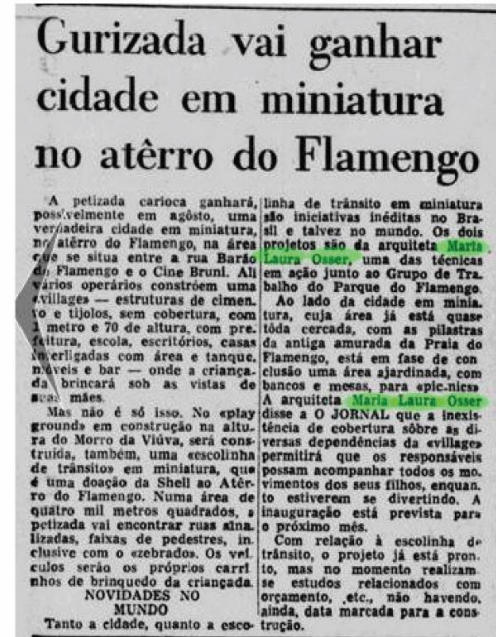 Gurizada vai ganhar
cidade em miniatura
no atêrro do Flamengo
A petizada carioca ganhará,
possìvelmente em agôsto, uma
verdadeira cidade em miniatura,
no atêrro do Flamengo, na área
que se situa entre a rua Barão
do Flamengo e o Cine Bruni. Ali
vários operários constróem uma
«village» — estruturas de cimen
to e tijolos, sem cobertura, com
1 metro e 70 de altura, com pre
feitura, escola, escritórios, casas
interligadas com área e tanque,
móveis e bar — onde a criança-
da brincará sob as vistas de
suas mães.
Mas não é só isso. No «play
ground» em construção na altu-
ra do Morro da Viúva, será cons-
truída, também, uma «escolinha
de trânsito» em miniatura, que
é uma doação da Shell ao Atêr-
ro do Flamengo. Numa área de
quatro mil metros quadrados, a
petizada vai encontrar ruas sina
lizadas, faixas de pedestres, in
clusive com o «zebrado». Os veí
culos serão os próprios carri
nhos de brinquedo da criançada.
NOVIDADES NO
MUNDO
Tanto a cidade, quanto a esco-
linha de trânsito em miniatura
são iniciativas inéditas no Bra-
sil e talvez no mundo. Os dois
projetos são da arquiteta Maria
Laura Osser, uma das técnicas
em ação junto ao Grupo de Tra
balho do Parque do Flamengo.
Ao lado da cidade em minia
tura, cuja área já está quase
tôda cercada, com as pilastras
da antiga amurada da Praia do
Flamengo, está em fase de con
clusão uma área ajardinada, com
bancos e mesas, para «pic-nics»
A arquiteta Maria Laura Osser
disse a O JORNAL que a inexis-
tência de cobertura sôbre as di-
versas dependências da «village»
permitirá que os responsáveis
possam acompanhar todos os mo
vimentos dos seus filhos, enquan
to estiverem se divertindo. A
inauguração está prevista para
o próximo mês.
Com relação à escolinha de
trânsito, o projeto já está pron
to, mas no momento realizam-
se estudos relacionados com
orçamento, etc., não havendo,
ainda, data marcada para a cons-
trução.